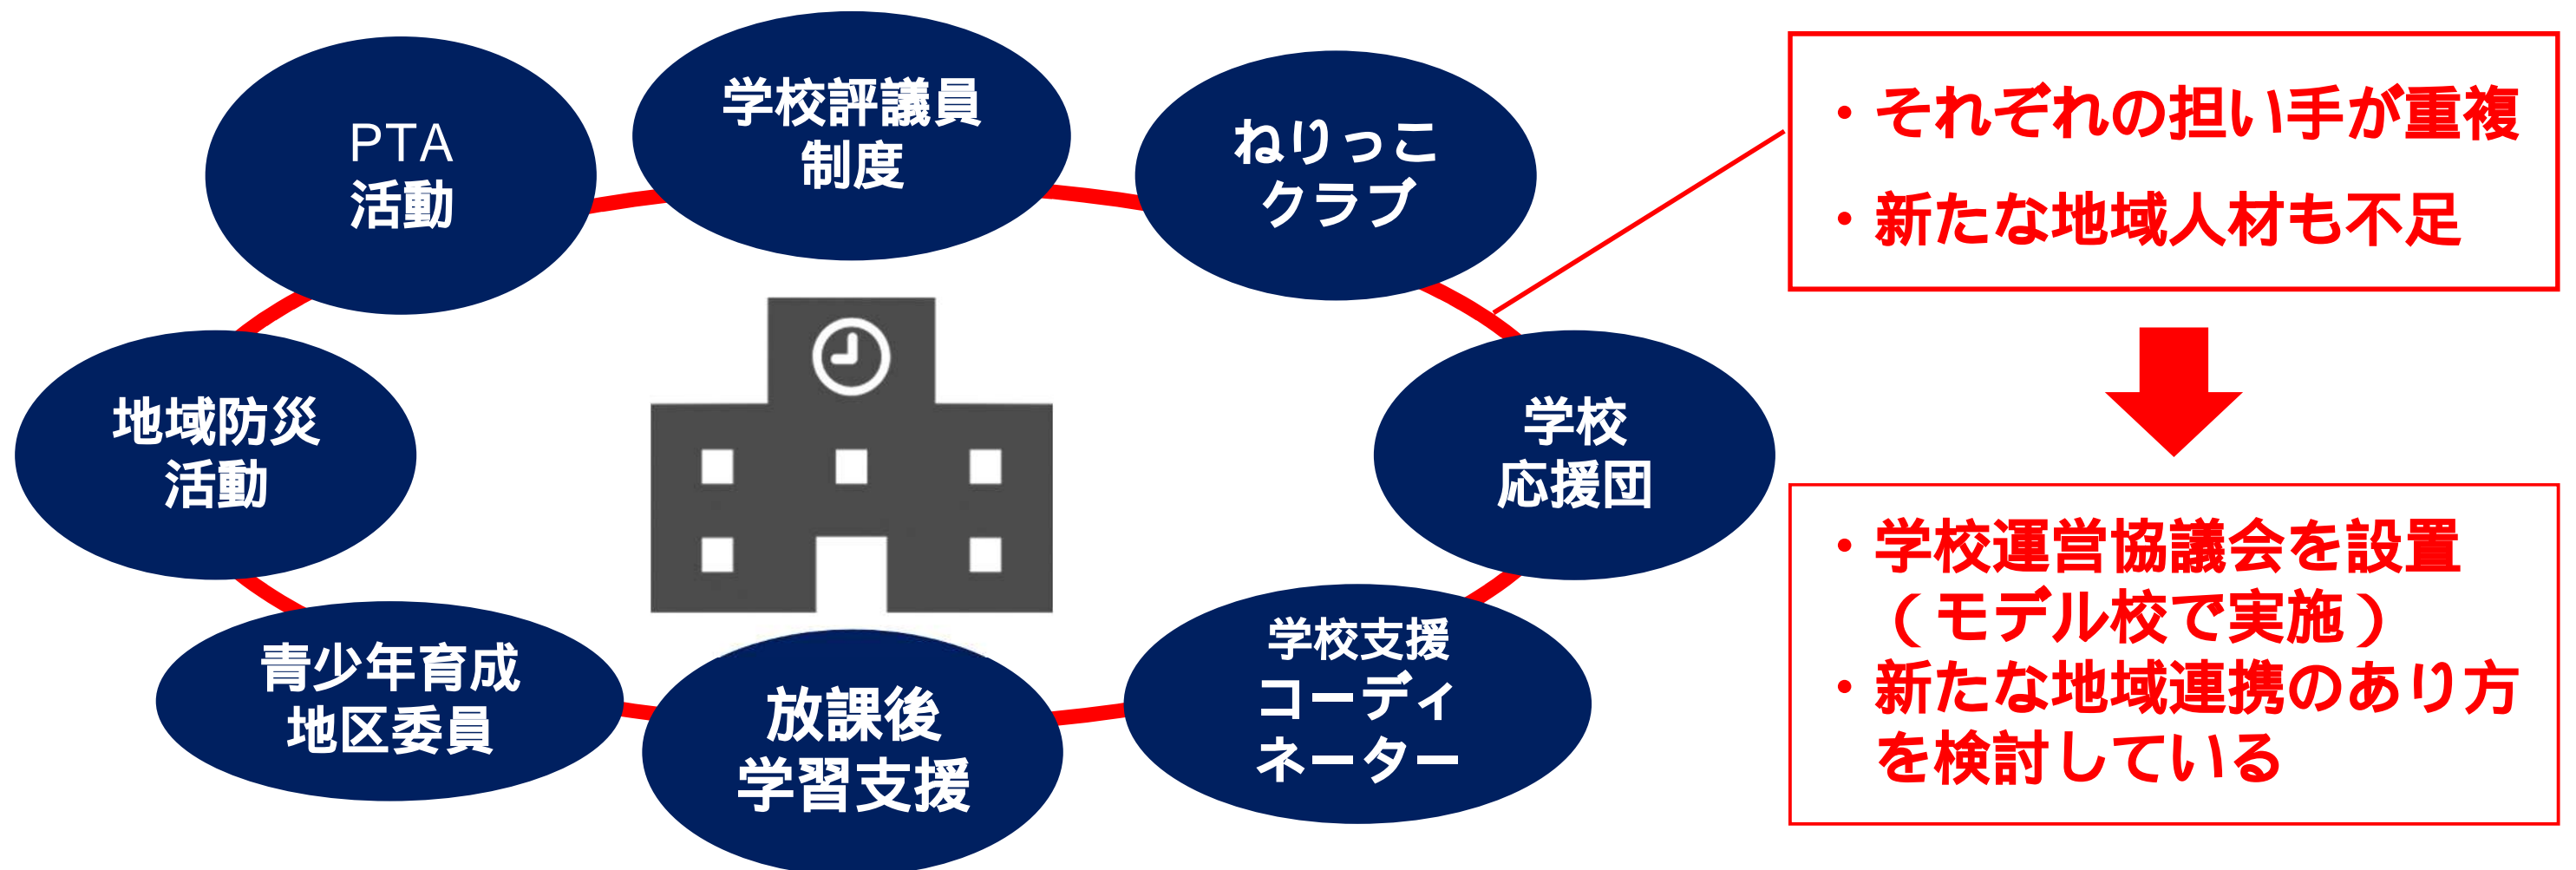 PTA
活動
学校評議員
制度
ねりっこ
クラブ
地域防災
活動
学校
応援団
青少年育成
地区委員
放課後
学習支援
学校支援
コーディ
ネーター
・それぞれの担い手が重複
・新たな地域人材も不足
・学校運営協議会を設置
（モデル校で実施）
・新たな地域連携のあり方
を検討している